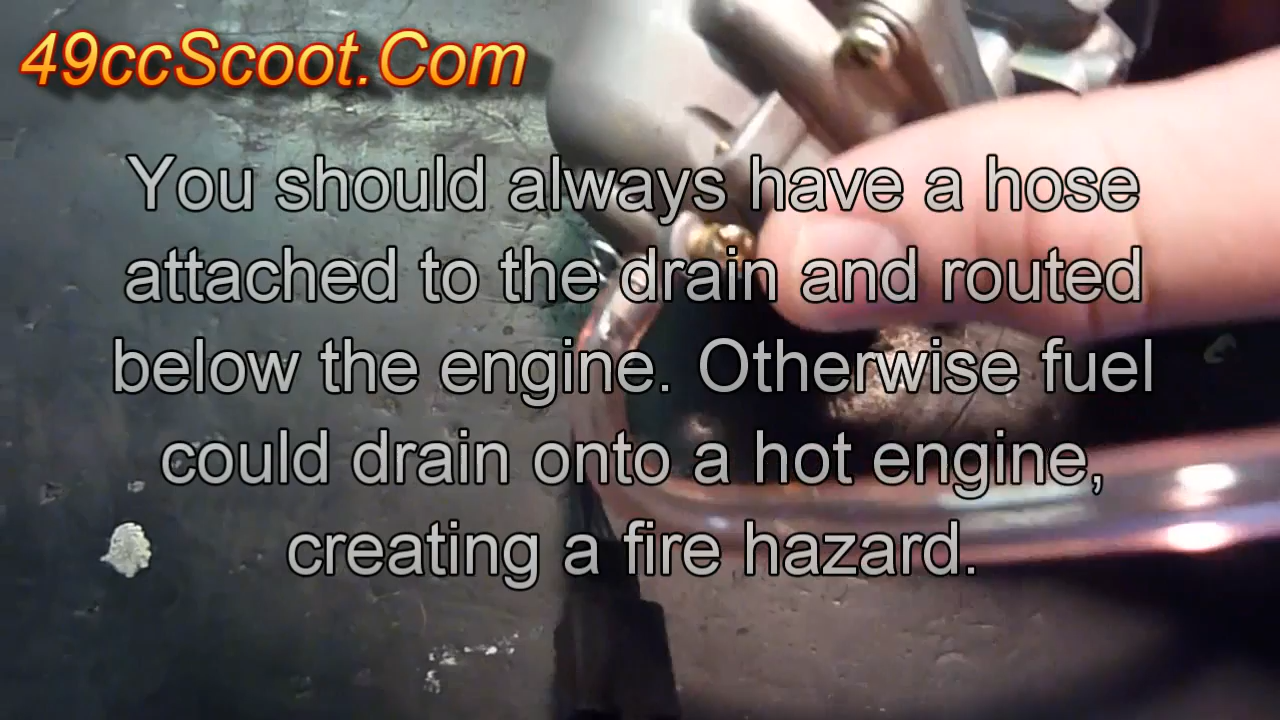 49ccScoot.Com
You should always have a hose
attached to the drain and routed
below the engine. Otherwise fuel
could drain onto a hot engine,
creating a fire hazard.